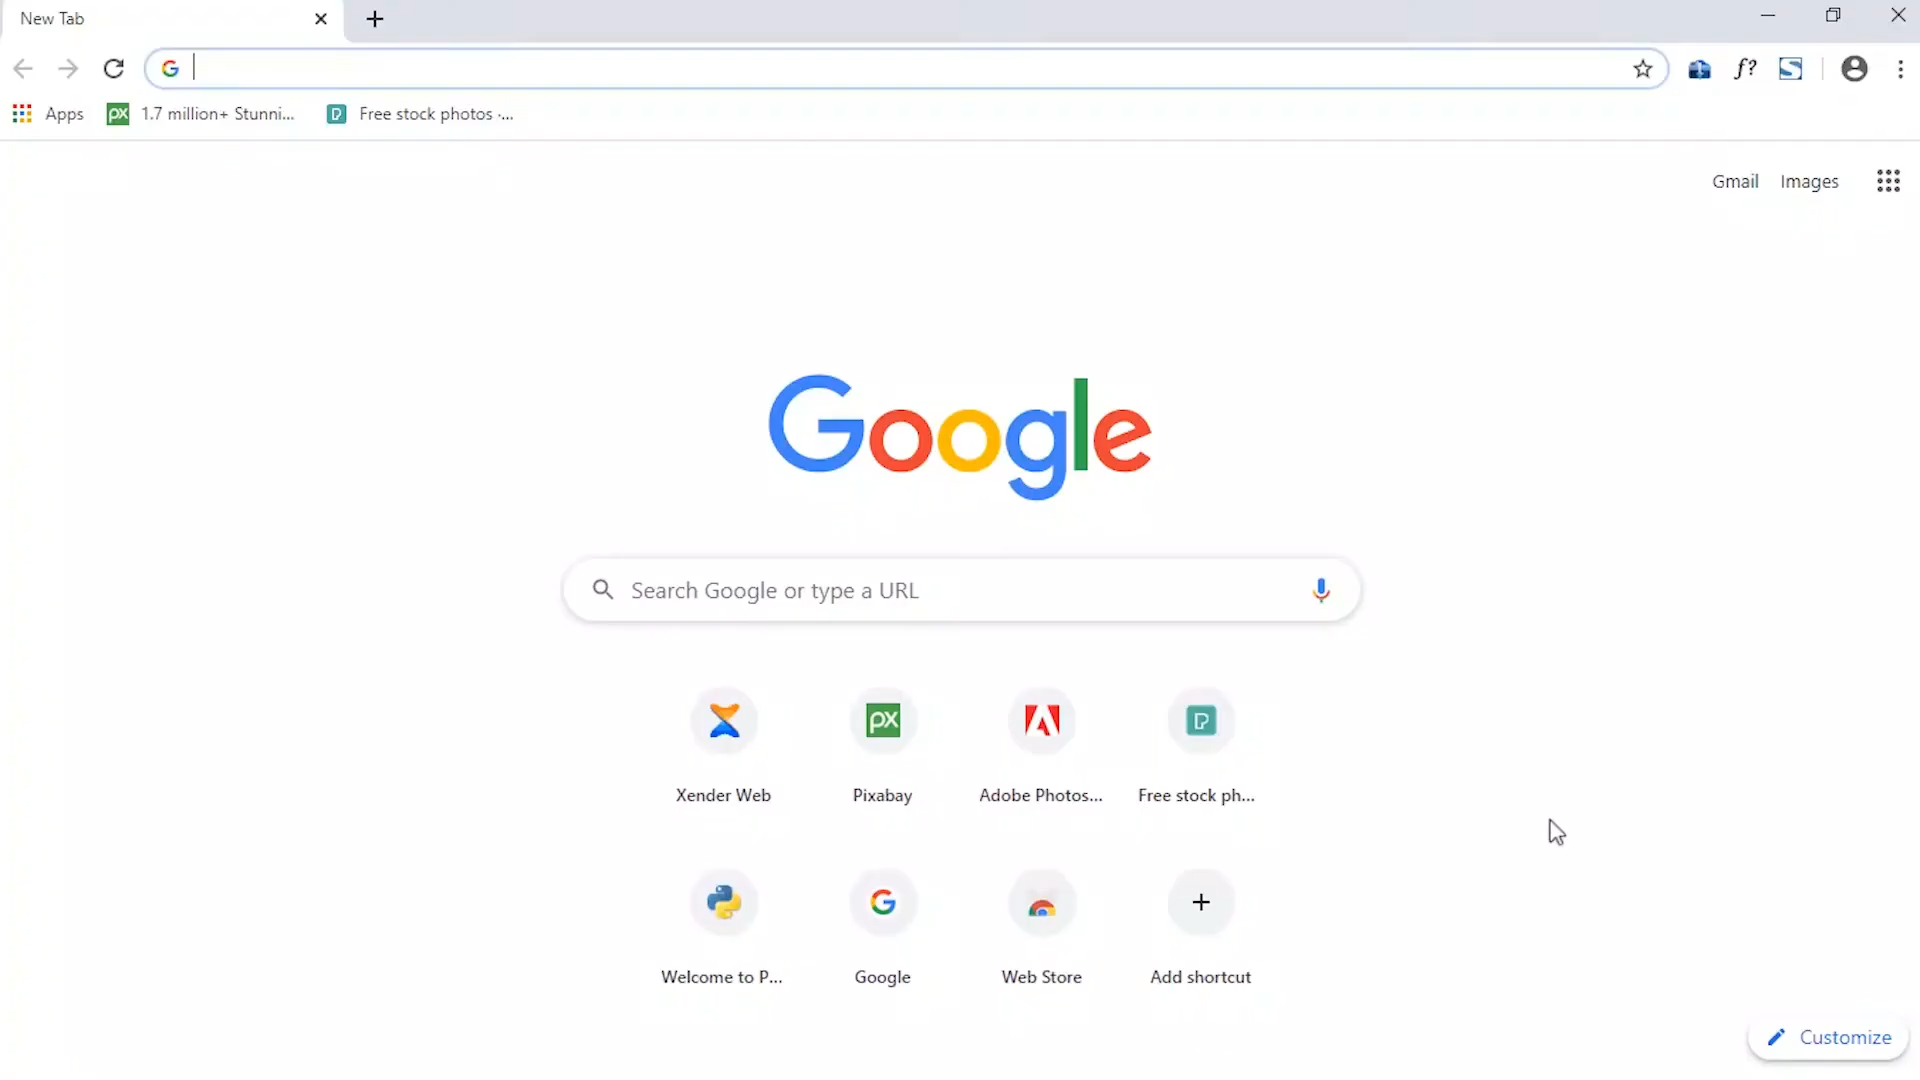 New Tab
Apps
1.7 million+ Stunni...
Free stock photos ·...
Gmail
Images
Google
Search Google or type a URL
Xender Web
Pixabay
Adobe Photos...
Free stock ph...
Welcome to P...
Google
Web Store
Add shortcut
Customize